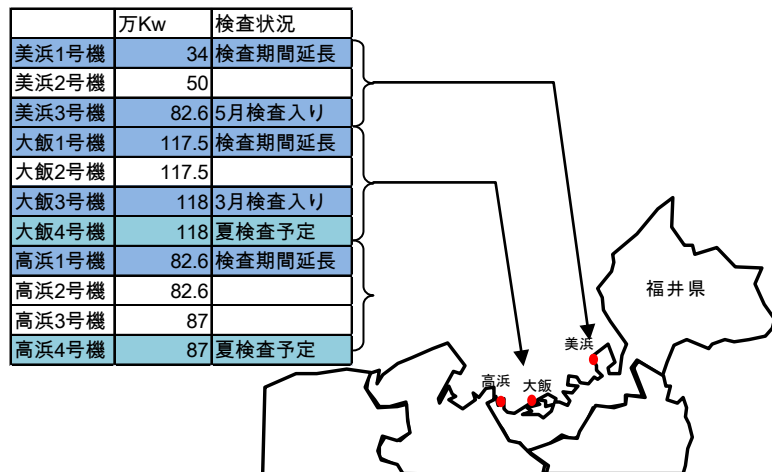 万Kw 検査状況
美浜1号機 34 検査期間延長
美浜2号機 50
美浜3号機 82.6 5月検査入り
大飯1号機 117.5 検査期間延長
大飯2号機 117.5
大飯3号機 118 3月検査入り
大飯4号機 118 夏検査予定
高浜1号機 82.6 検査期間延長
高浜2号機 82.6
高浜3号機 87
高浜4号機 87 夏検査予定
福井県
美浜
高浜 大飯